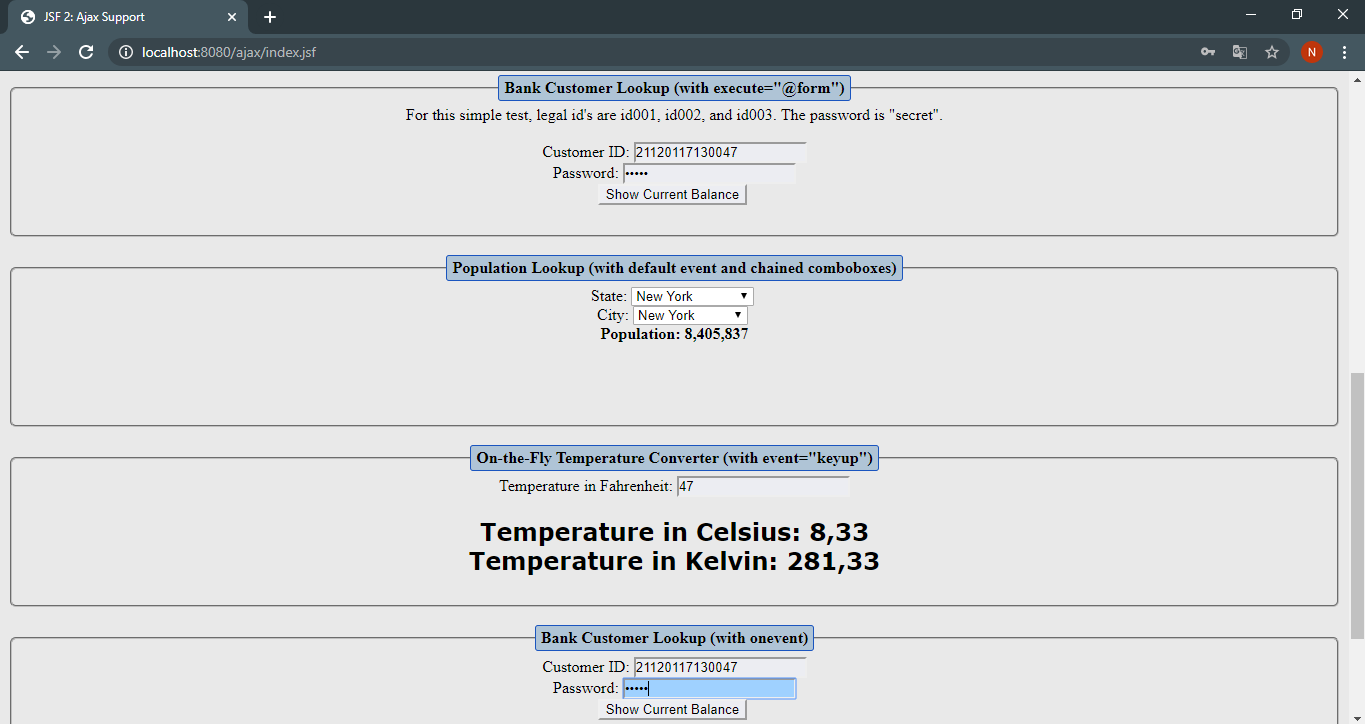 JSF 2: Ajax Support
localhost:8080/ajax/index.jsf
N
Bank Customer Lookup (with execute="@form")
For this simple test, legal id's are id001, id002, and id003. The password is "secret".
Customer ID: 21120117130047
Password: •••••
Show Current Balance
Population Lookup (with default event and chained comboboxes)
State: New York
City: New York
Population: 8,405,837
On-the-Fly Temperature Converter (with event="keyup")
Temperature in Fahrenheit: 47
Temperature in Celsius: 8,33
Temperature in Kelvin: 281,33
Bank Customer Lookup (with onevent)
Customer ID: 21120117130047
Password: •••••
Show Current Balance